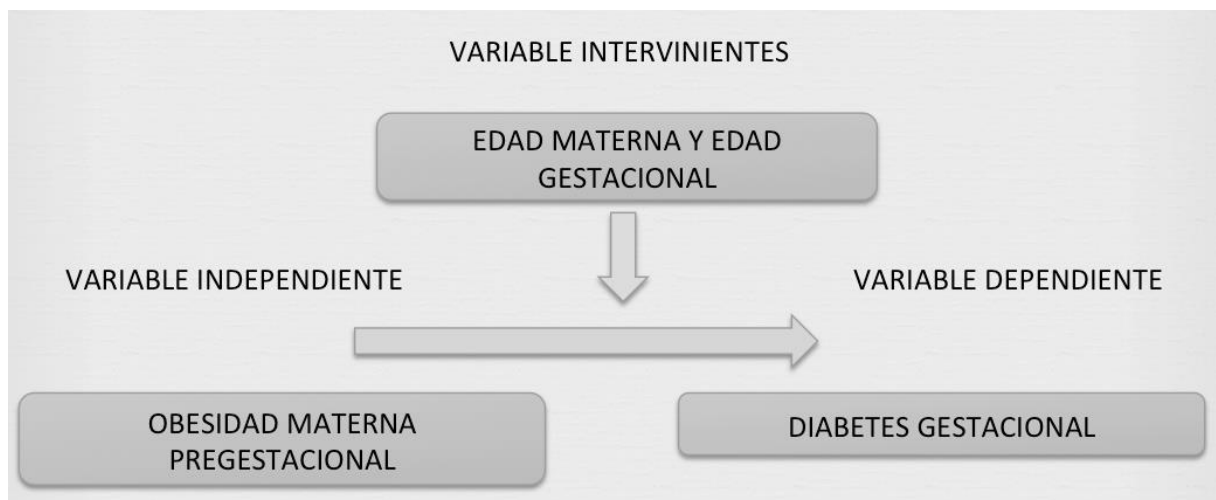 VARIABLE INTERVINIENTES
EDAD MATERNA Y EDAD
GESTACIONAL
VARIABLE INDEPENDIENTE
VARIABLE DEPENDIENTE
OBESIDAD MATERNA
PREGESTACIONAL
DIABETES GESTACIONAL